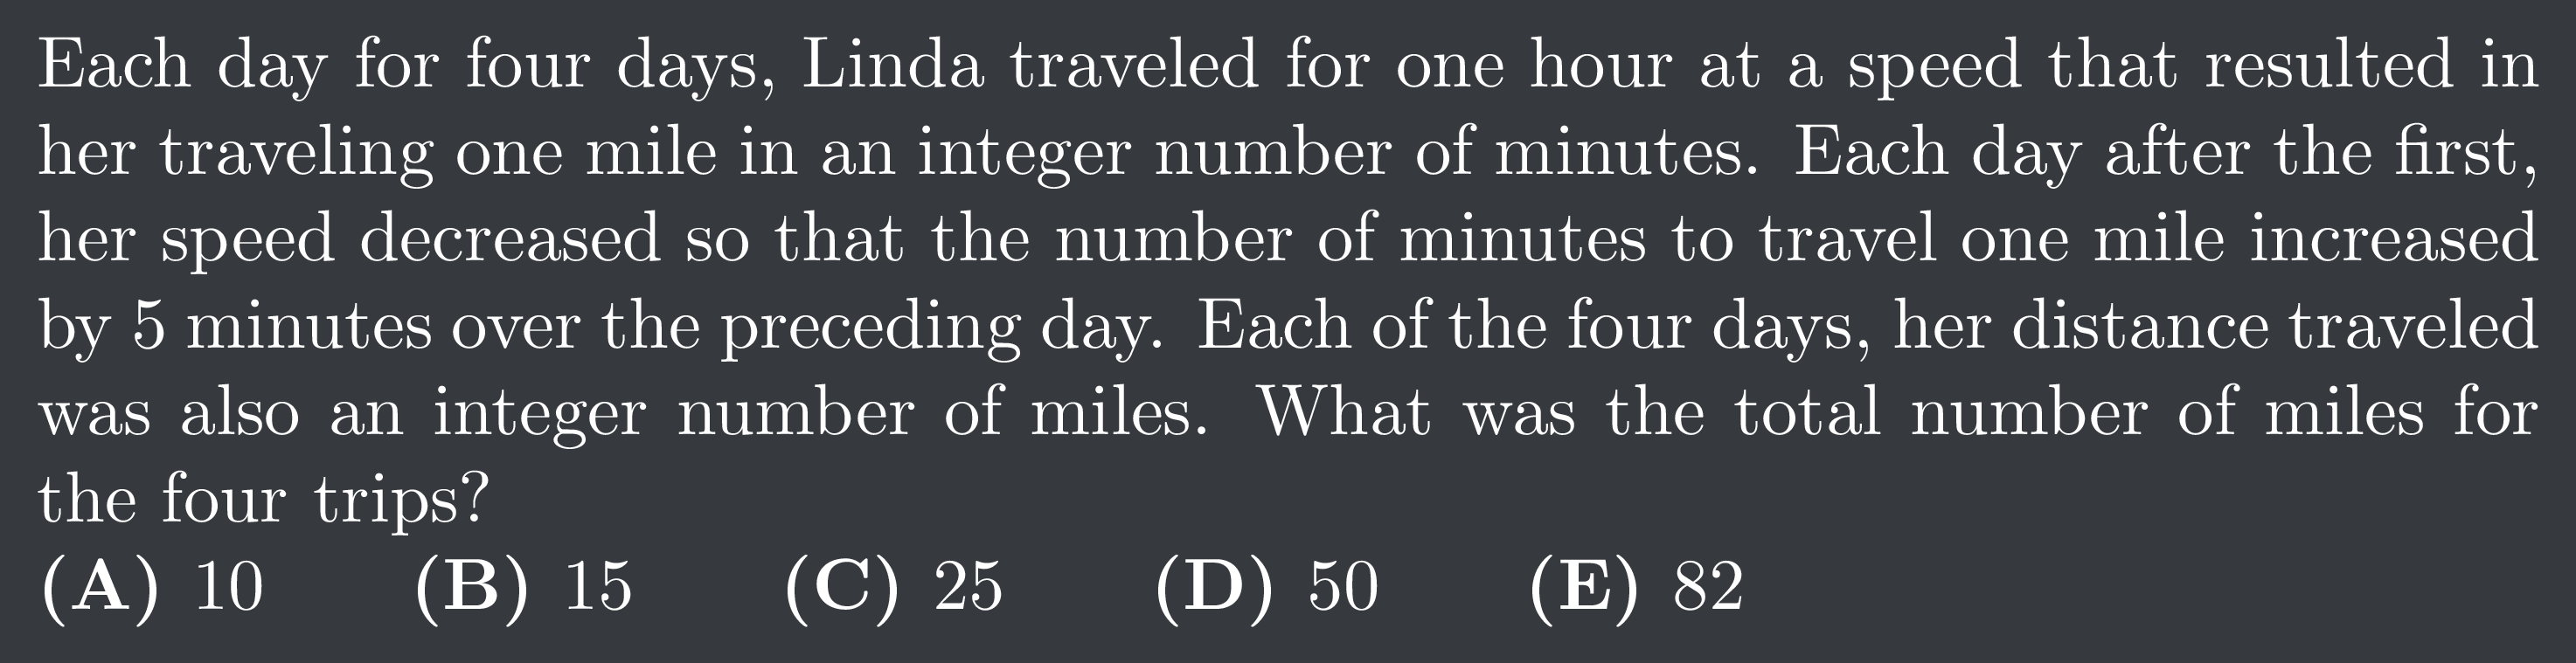 Each day for four days, Linda traveled for one hour at a speed that resulted in
her traveling one mile in an integer number of minutes. Each day after the first,
her speed decreased so that the number of minutes to travel one mile increased
by 5 minutes over the preceding day. Each of the four days, her distance traveled
was also an integer number of miles. What was the total number of miles for
the four trips?
(A) 10 (B) 15 (C) 25 (D) 50 (E) 82